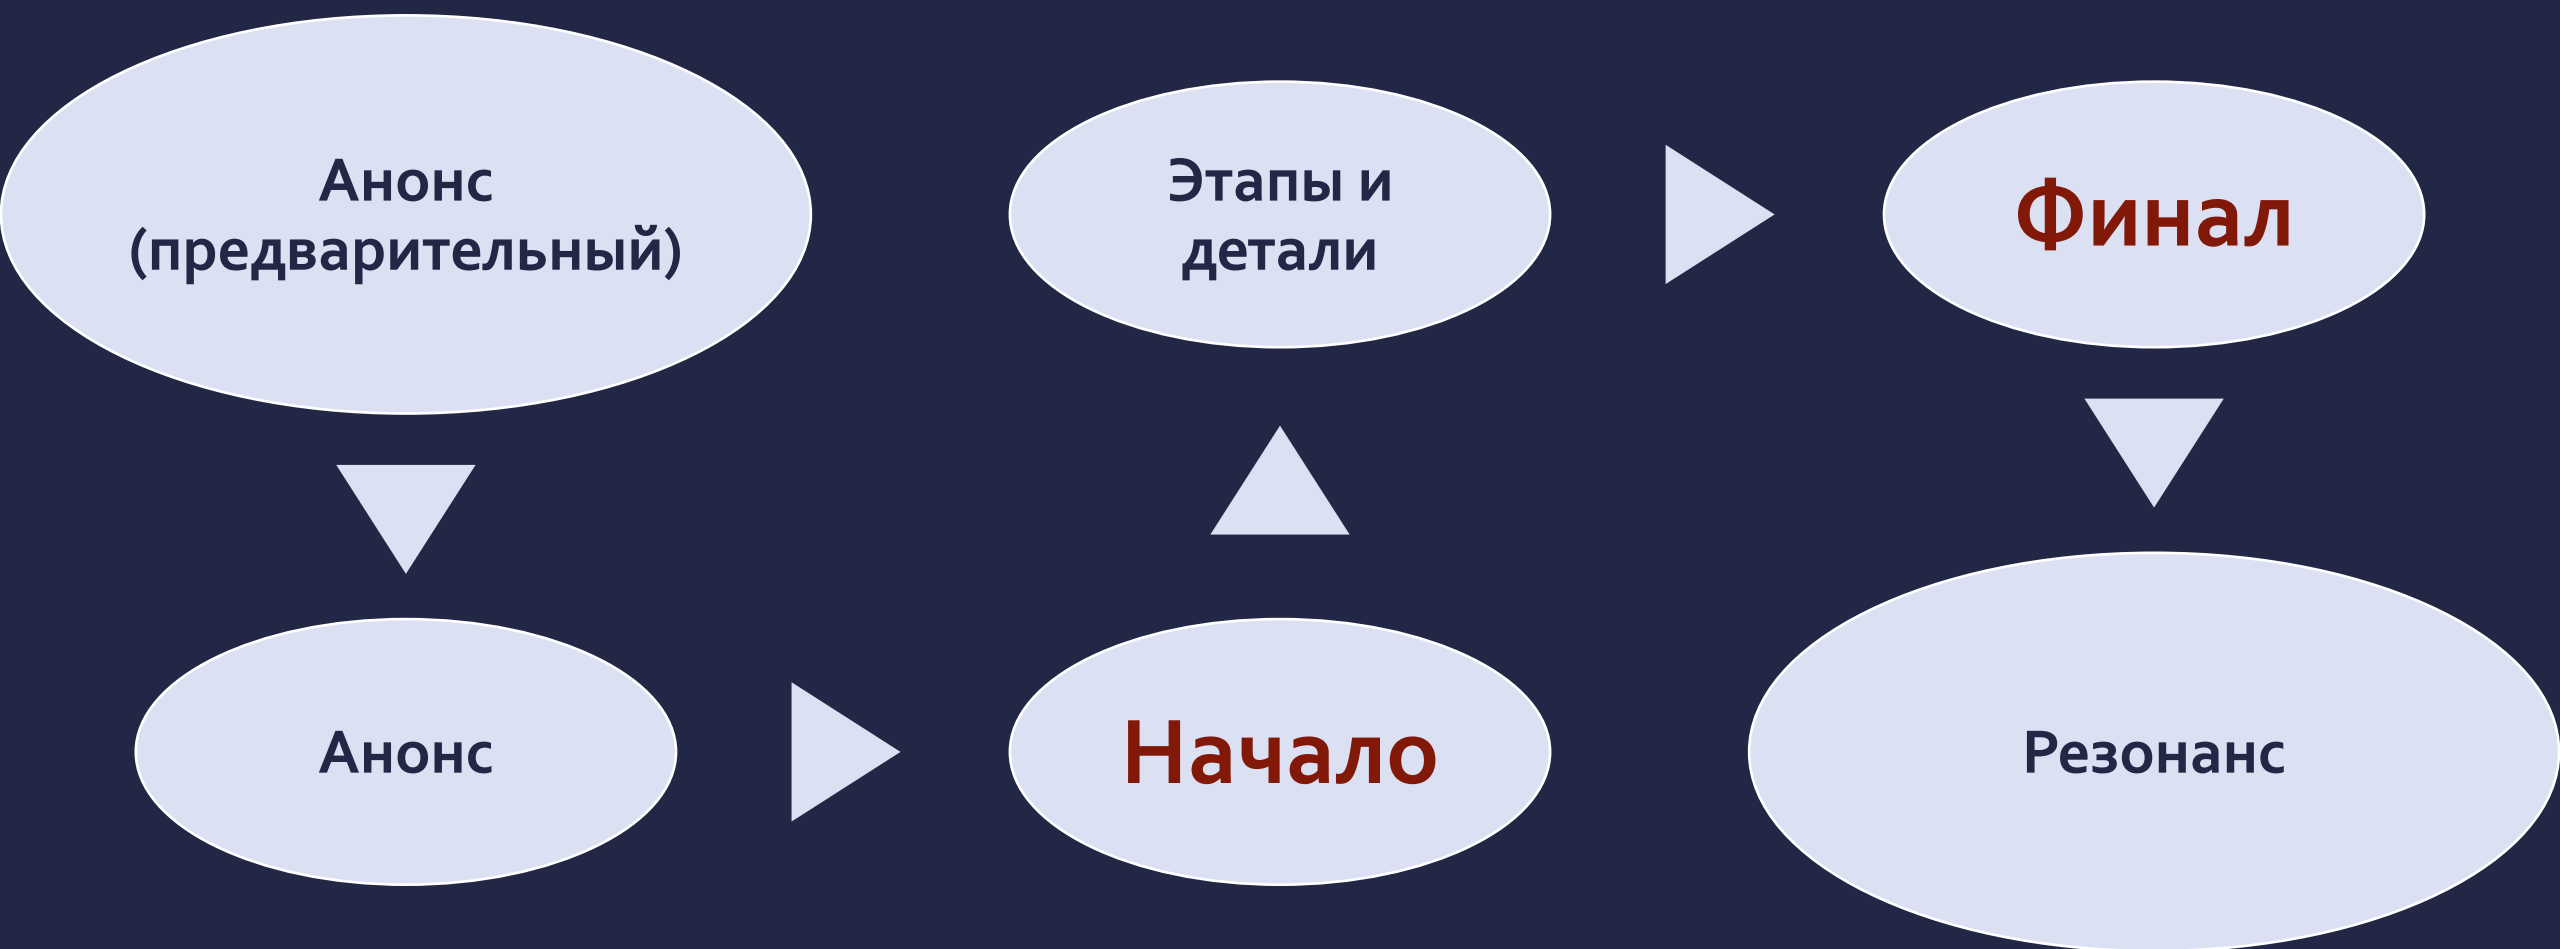 Анонс
(предварительный)
Анонс
Начало
Этапы и
детали
Финал
Резонанс